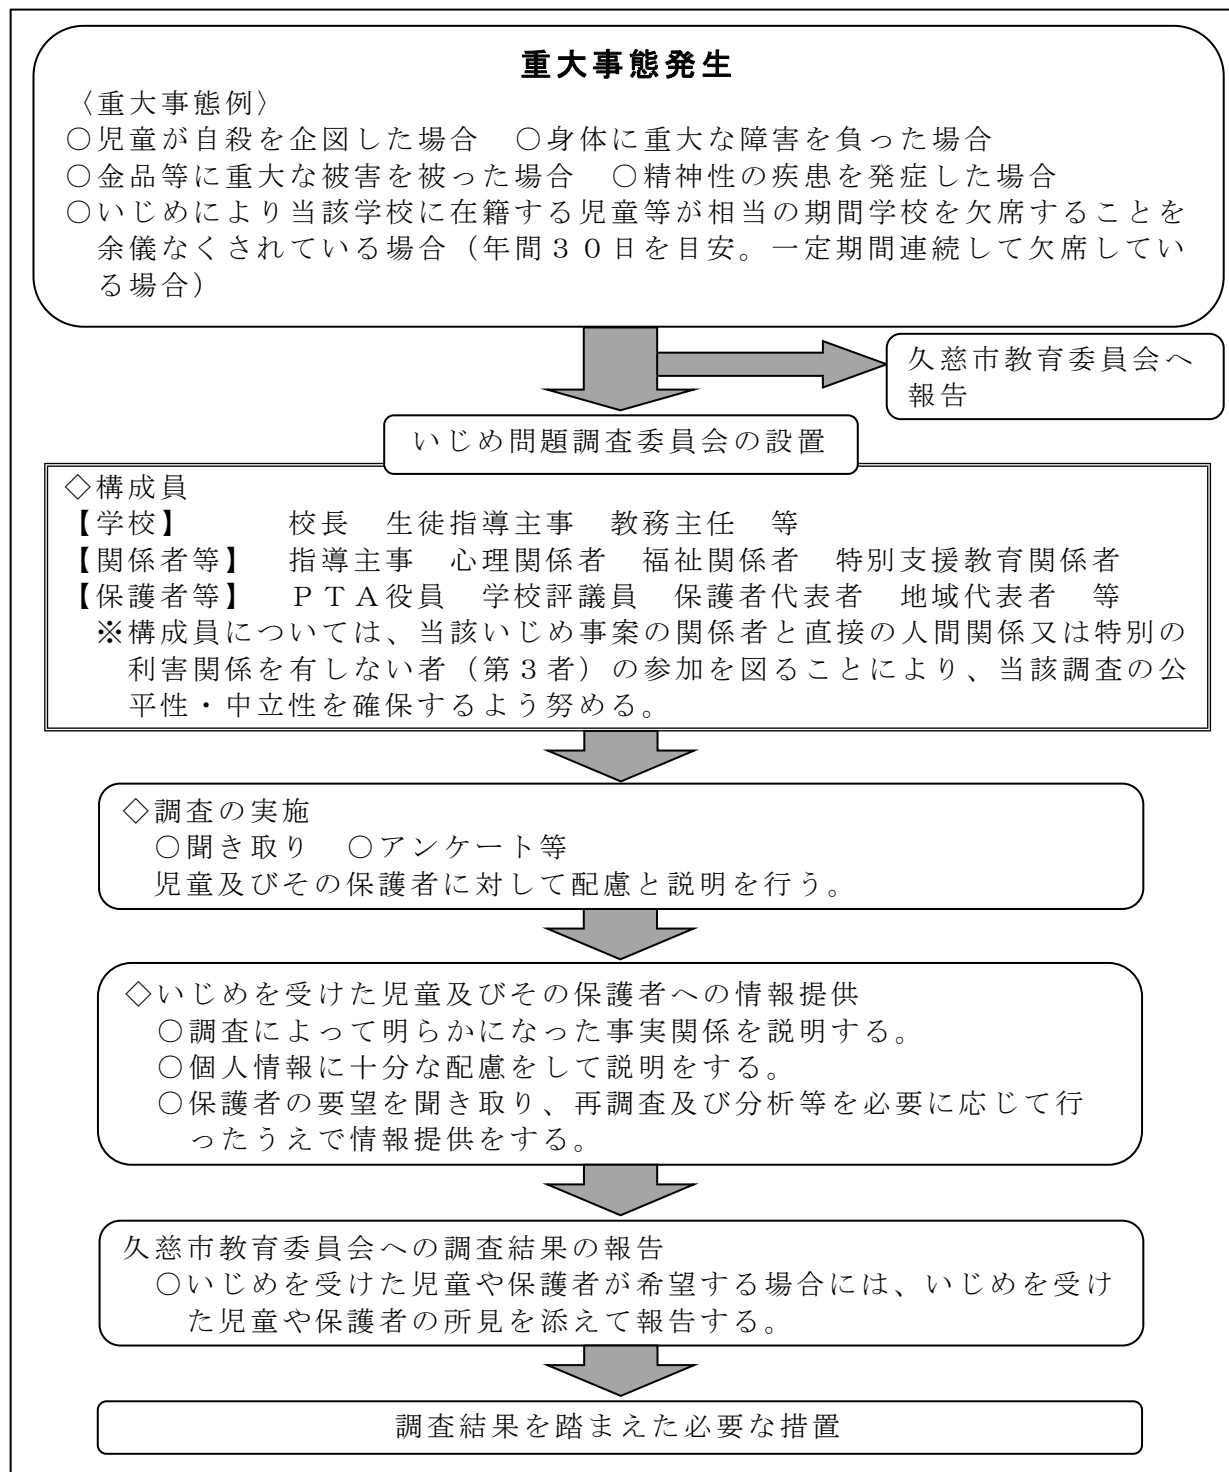 重大事態発生
〈重大事態例〉
○児童が自殺を企図した場合　○身体に重大な障害を負った場合
○金品等に重大な被害を被った場合　○精神性の疾患を発症した場合
○いじめにより当該学校に在籍する児童等が相当の期間学校を欠席することを
余儀なくされている場合（年間３０日を目安。一定期間連続して欠席してい
る場合）
久慈市教育委員会へ
報告
いじめ問題調査委員会の設置
◇構成員
【学校】　　　校長　生徒指導主事　教務主任　等
【関係者等】　指導主事　心理関係者　福祉関係者　特別支援教育関係者
【保護者等】　ＰＴＡ役員　学校評議員　保護者代表者　地域代表者　等
※構成員については、当該いじめ事案の関係者と直接の人間関係又は特別の
利害関係を有しない者（第３者）の参加を図ることにより、当該調査の公
平性・中立性を確保するよう努める。
◇調査の実施
○聞き取り　○アンケート等
児童及びその保護者に対して配慮と説明を行う。
◇いじめを受けた児童及びその保護者への情報提供
○調査によって明らかになった事実関係を説明する。
○個人情報に十分な配慮をして説明をする。
○保護者の要望を聞き取り、再調査及び分析等を必要に応じて行
ったうえで情報提供をする。
久慈市教育委員会への調査結果の報告
○いじめを受けた児童や保護者が希望する場合には、いじめを受け
た児童や保護者の所見を添えて報告する。
調査結果を踏まえた必要な措置